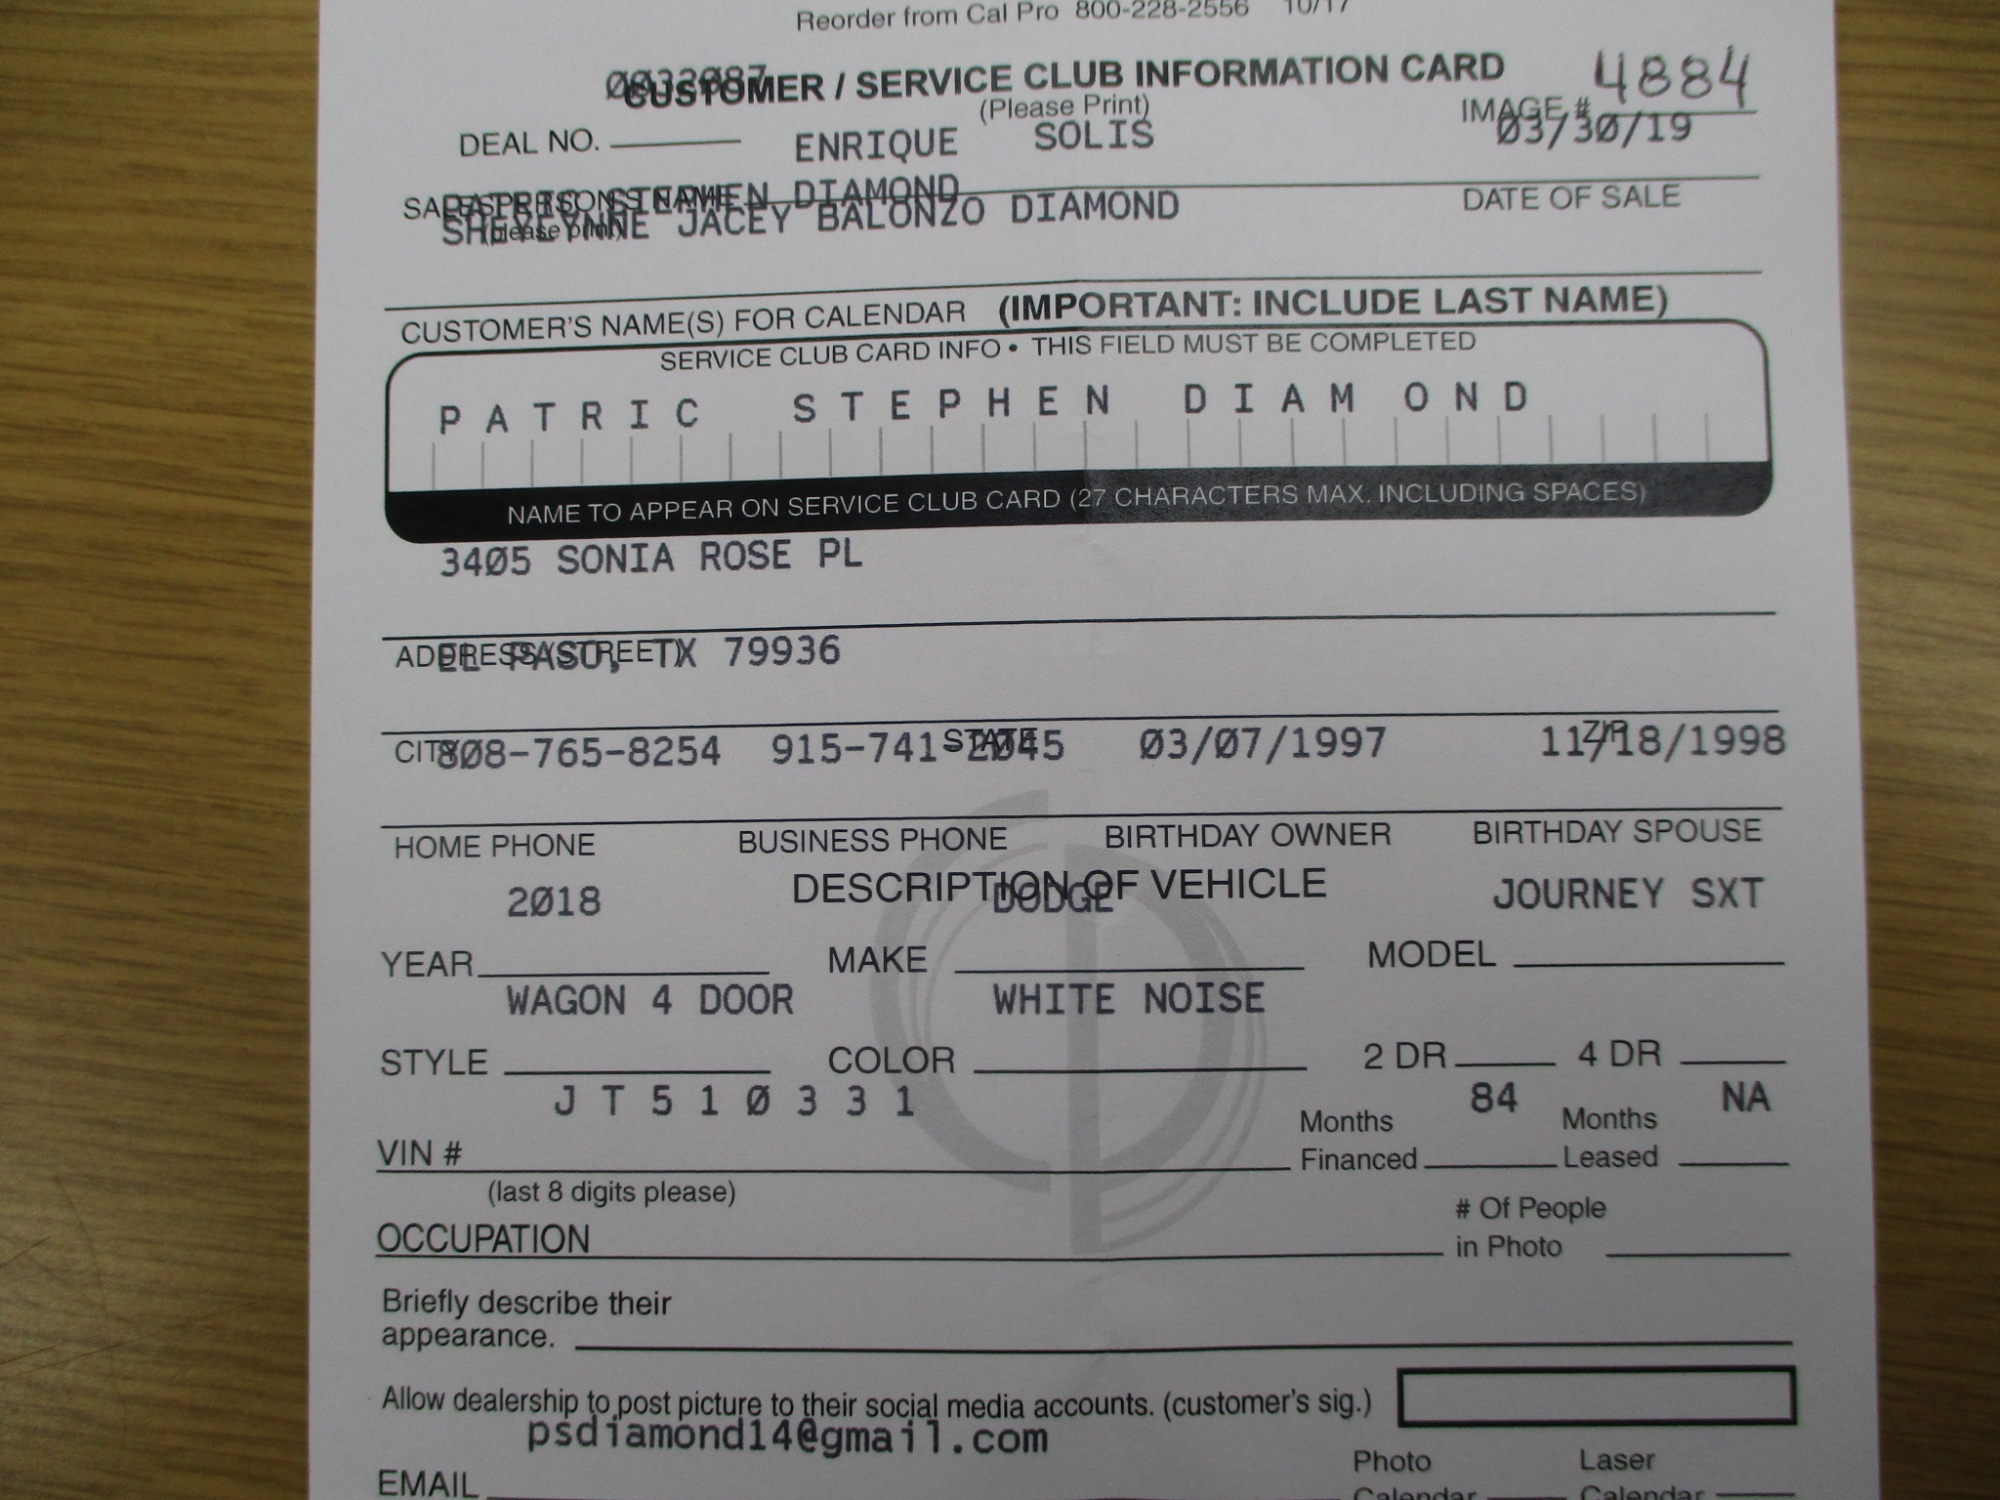 Reorder from Cal Pro 800-228-2556 10/17
0033087
CUSTOMER / SERVICE CLUB INFORMATION CARD
4884
(Please Print)
IMAGE #
DEAL NO. ENRIQUE SOLIS 03/30/19
PATRIC STEPHEN DIAMOND
SALESPERSON'S NAME DATE OF SALE
SHEYEYNNE JACEY BALONZO DIAMOND
(please print)
CUSTOMER'S NAME(S) FOR CALENDAR (IMPORTANT: INCLUDE LAST NAME)
SERVICE CLUB CARD INFO • THIS FIELD MUST BE COMPLETED
PATRIC STEPHEN DIAMOND
NAME TO APPEAR ON SERVICE CLUB CARD (27 CHARACTERS MAX. INCLUDING SPACES)
3405 SONIA ROSE PL
ADDRESS (STREET)
EL PASO, TX 79936
CITY STATE ZIP
808-765-8254 915-741-2045 03/07/1997 11/18/1998
HOME PHONE BUSINESS PHONE BIRTHDAY OWNER BIRTHDAY SPOUSE
DESCRIPTION OF VEHICLE
2018 DODGE JOURNEY SXT
YEAR MAKE MODEL
WAGON 4 DOOR WHITE NOISE
STYLE COLOR 2 DR 4 DR
JT510331 84 NA
VIN # Months Financed Months Leased
(last 8 digits please)
OCCUPATION # Of People in Photo
Briefly describe their
appearance.
Allow dealership to post picture to their social media accounts. (customer's sig.)
psdiamond14@gmail.com
EMAIL Photo Calendar Laser Calendar